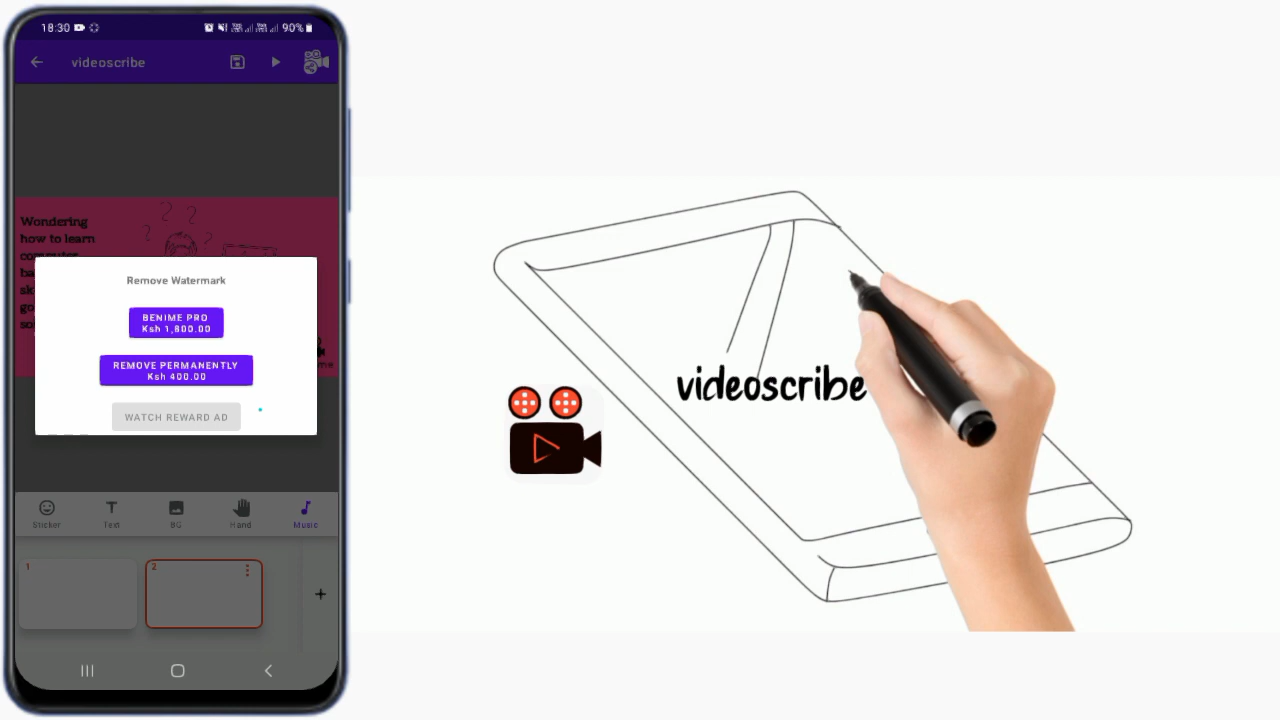 18:30
90%
videoscribe
Wondering
how to learn
Remove Watermark
BENIME PRO
Ksh 1,800.00
REMOVE PERMANENTLY
Ksh 400.00
WATCH REWARD AD
Sticker
Text
BG
Hand
Music
1
2
+
videoscribe